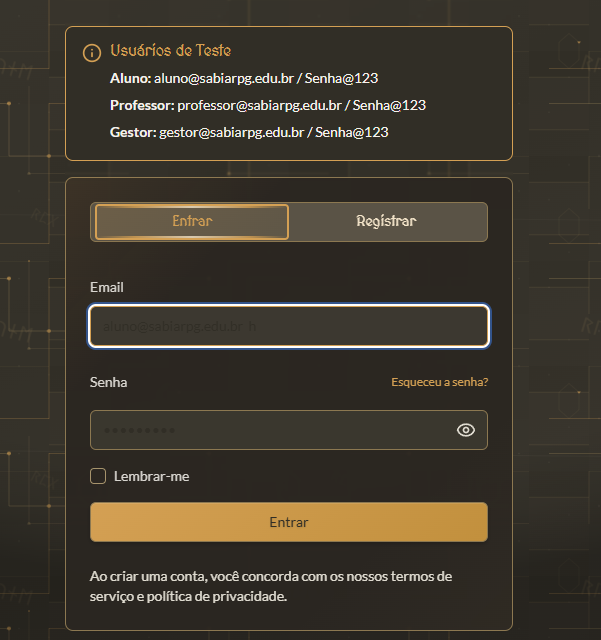 Usuários de Teste
Aluno: aluno@sabiarpg.edu.br / Senha@123
Professor: professor@sabiarpg.edu.br / Senha@123
Gestor: gestor@sabiarpg.edu.br / Senha@123
Entrar
Registrar
Email
aluno@sabiarpg.edu.br h
Senha
Esqueceu a senha?
•••••••••
Lembrar-me
Entrar
Ao criar uma conta, você concorda com os nossos termos de
serviço e política de privacidade.